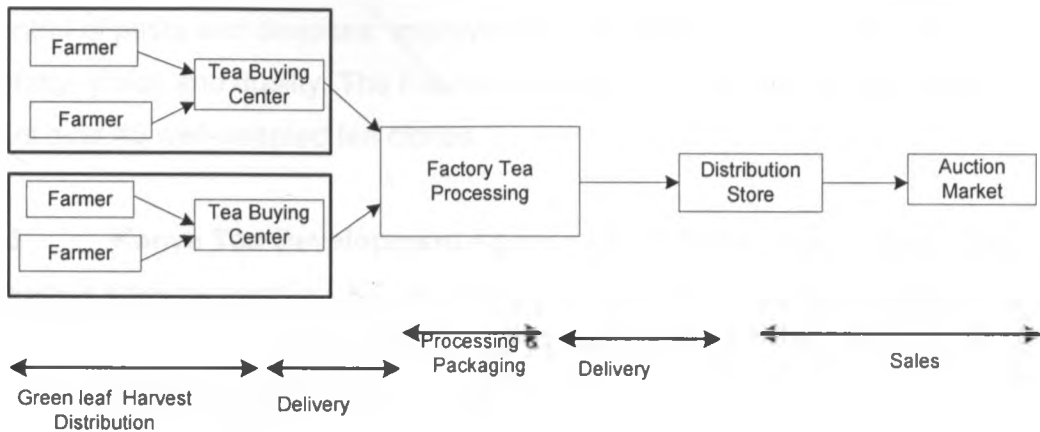 Farmer
Tea Buying
Center
Farmer
Farmer
Tea Buying
Center
Farmer
Factory Tea
Processing
Distribution
Store
Auction
Market
Green leaf Harvest
Distribution
Delivery
Processing &
Packaging
Delivery
Sales